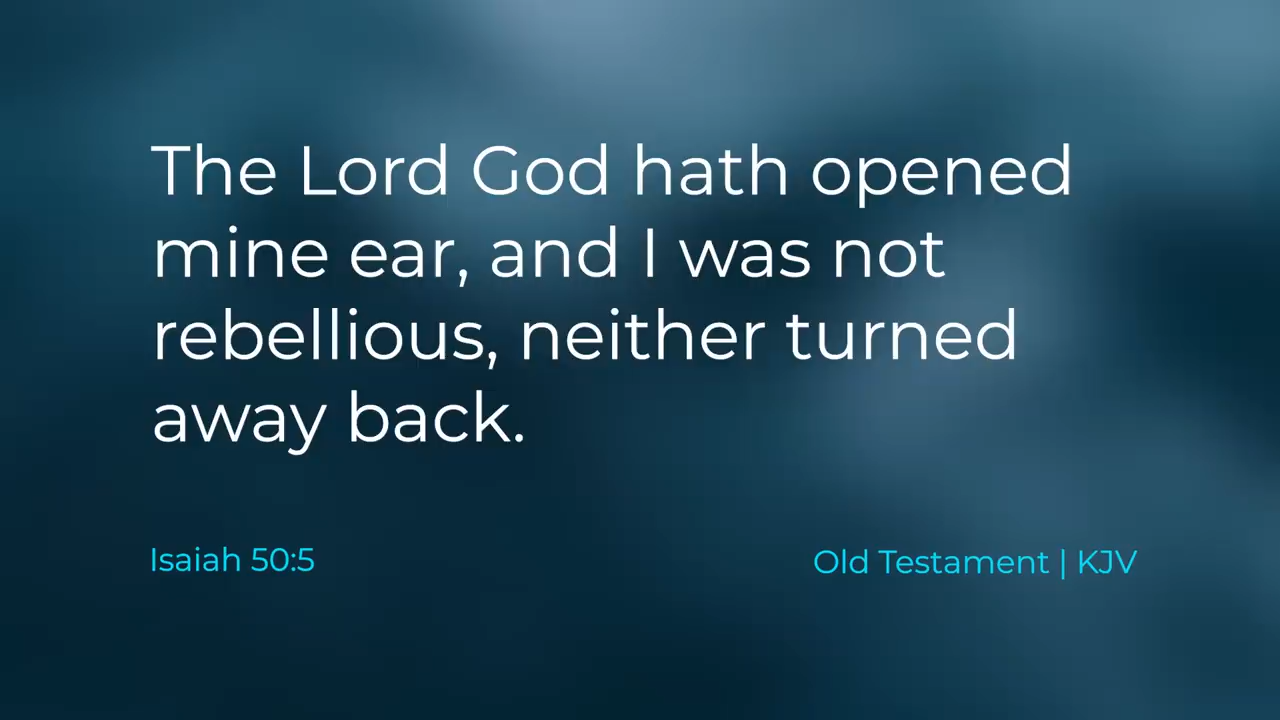 The Lord God hath opened
mine ear, and I was not
rebellious, neither turned
away back.
Isaiah 50:5
Old Testament | KJV